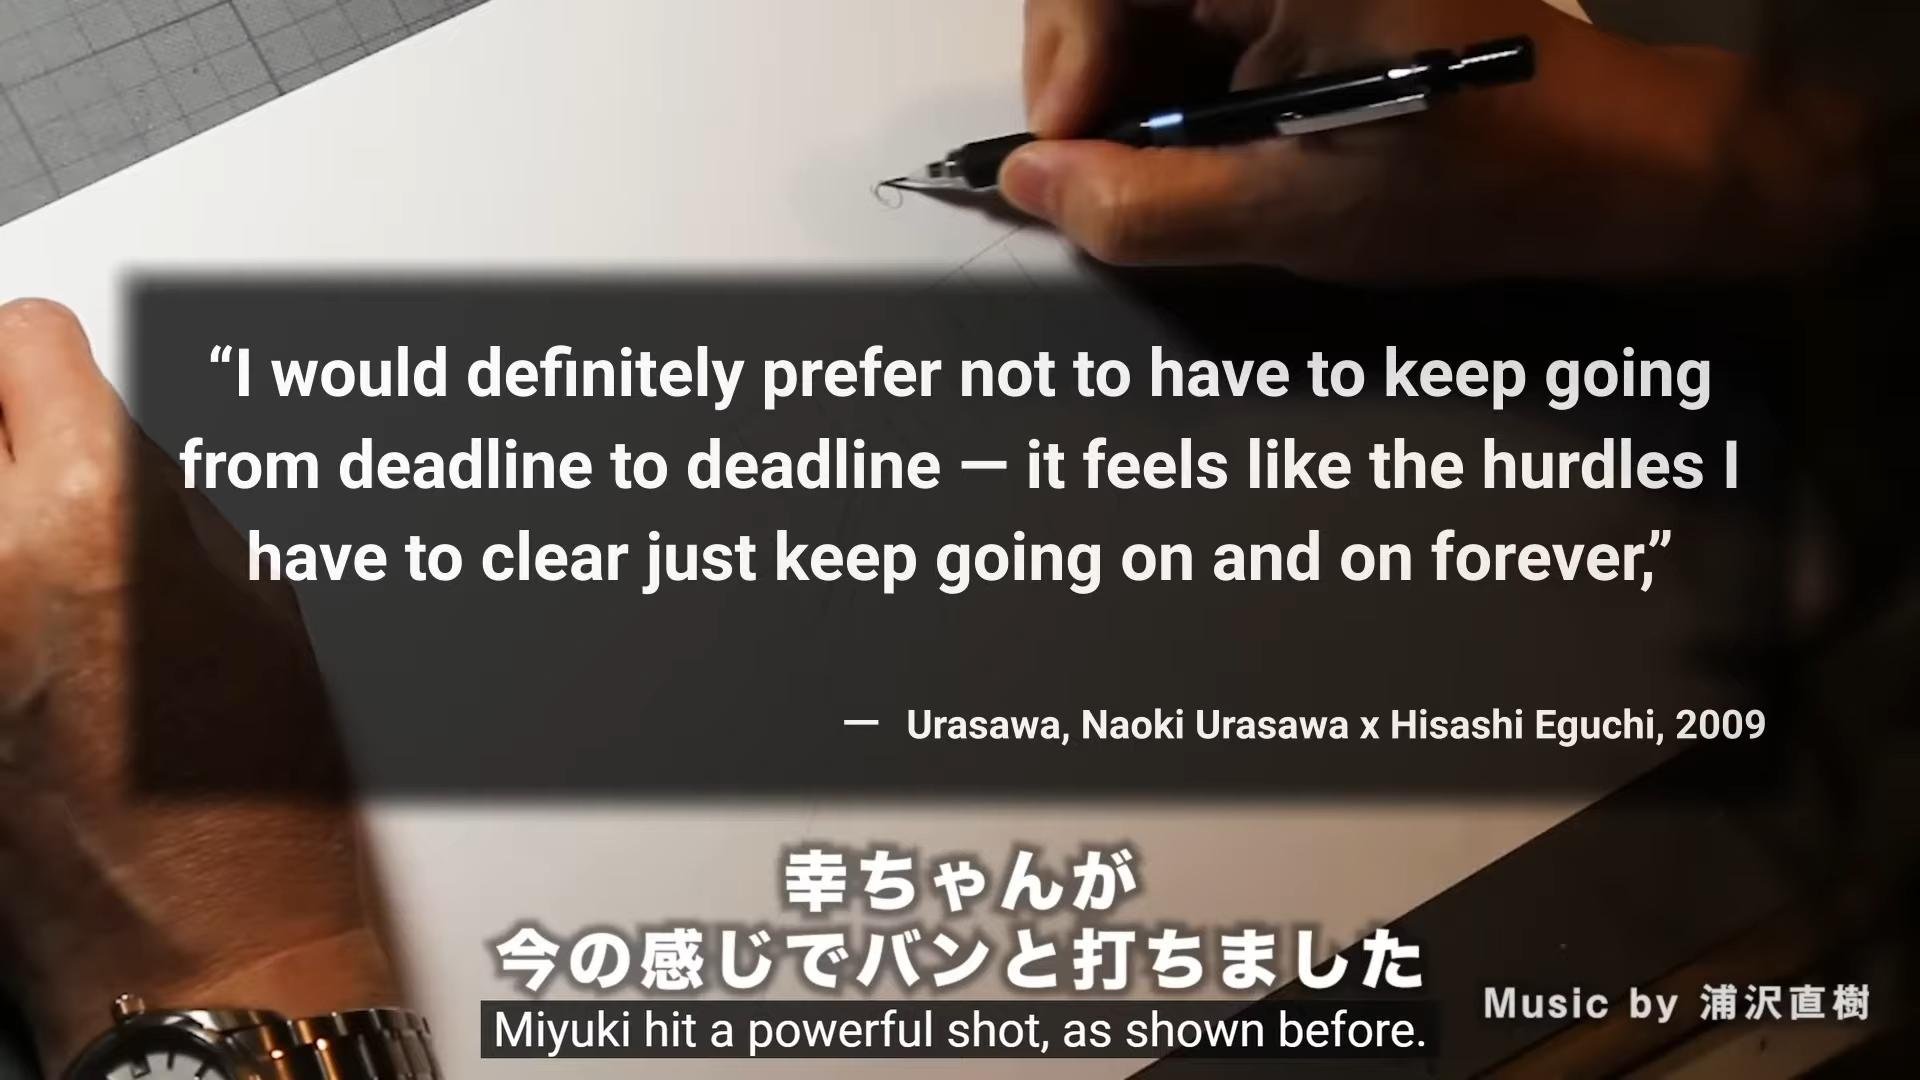 “I would definitely prefer not to have to keep going
from deadline to deadline — it feels like the hurdles I
have to clear just keep going on and on forever,”
— Urasawa, Naoki Urasawa x Hisashi Eguchi, 2009
幸ちゃんが
今の感じでバンと打ちました
Miyuki hit a powerful shot, as shown before.
Music by 浦沢直樹